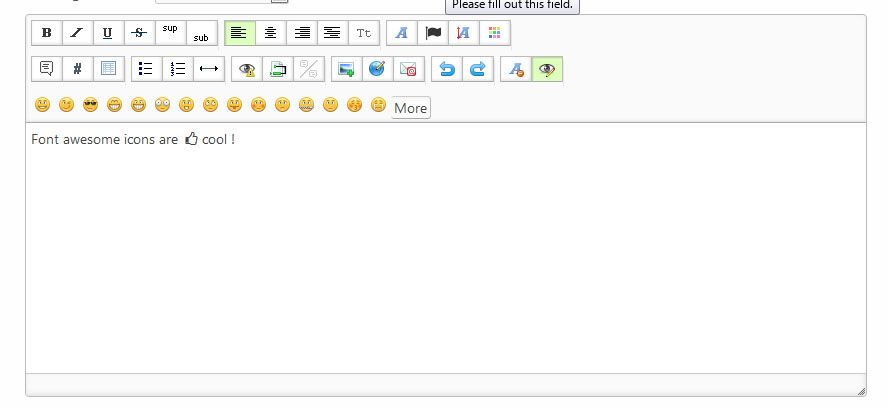 Please fill out this field.
B I U S sup sub Tt A A
# A
More
Font awesome icons are cool !